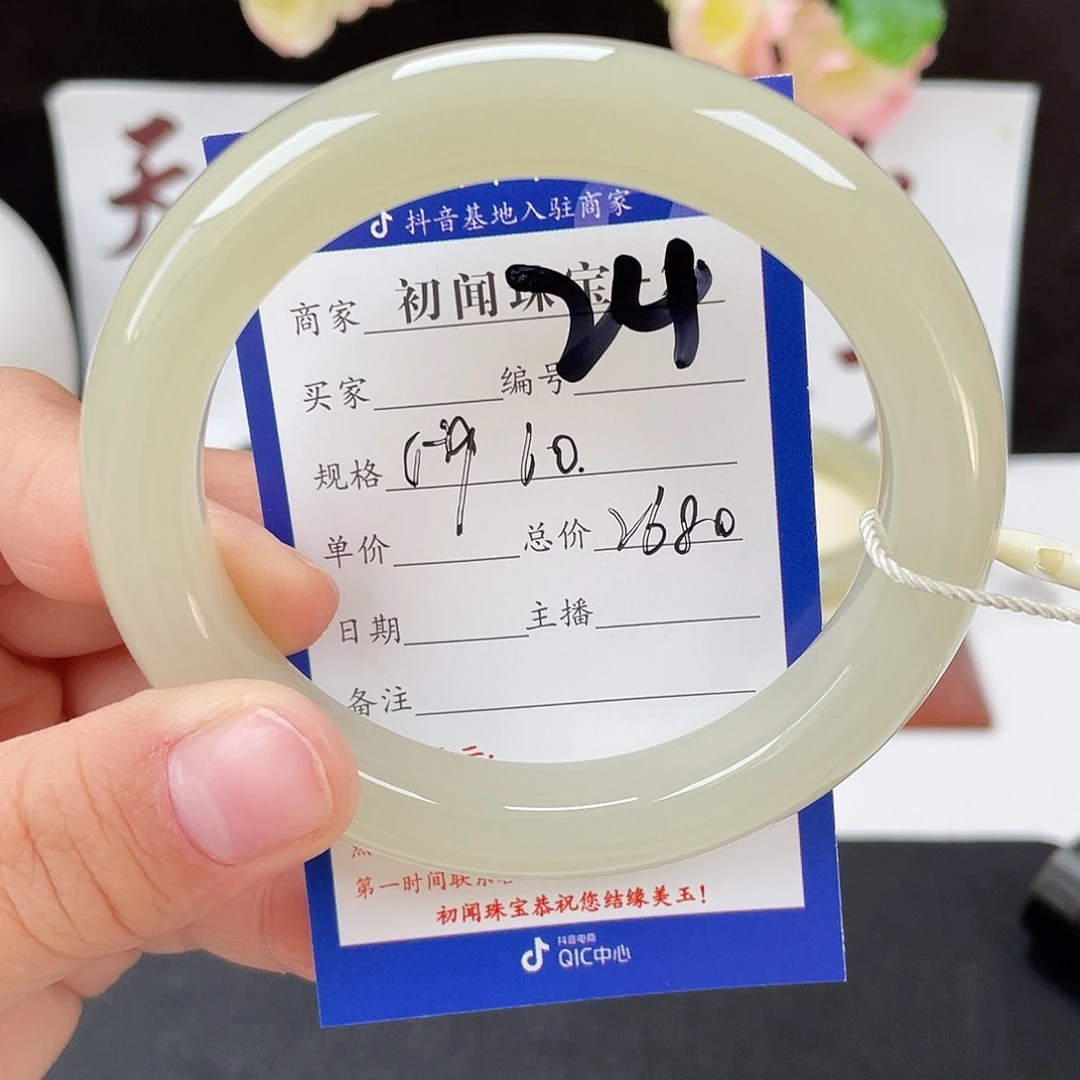 天
抖音基地入驻商家
商家 初闻珠宝 24
买家 编号
规格 10.
单价 总价 2680
日期 主播
备注
第一时间联系
初闻珠宝恭祝您结缘美玉!
抖音电商
QIC中心